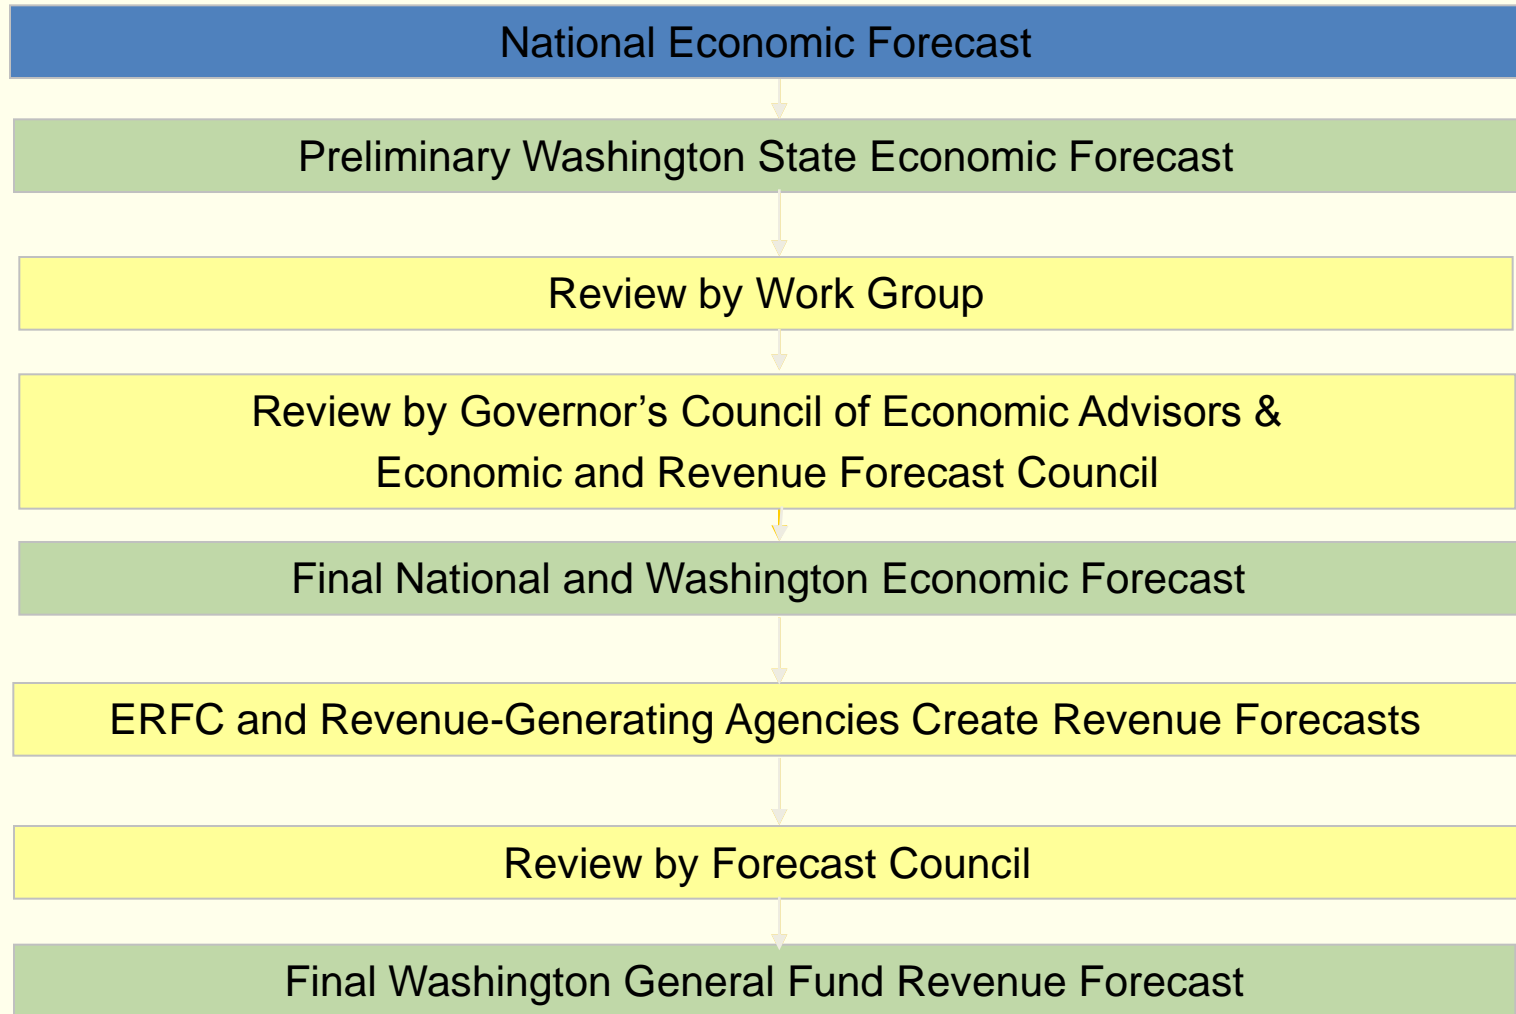 National Economic Forecast
Preliminary Washington State Economic Forecast
Review by Work Group
Review by Governor’s Council of Economic Advisors &
Economic and Revenue Forecast Council
Final National and Washington Economic Forecast
ERFC and Revenue-Generating Agencies Create Revenue Forecasts
Review by Forecast Council
Final Washington General Fund Revenue Forecast